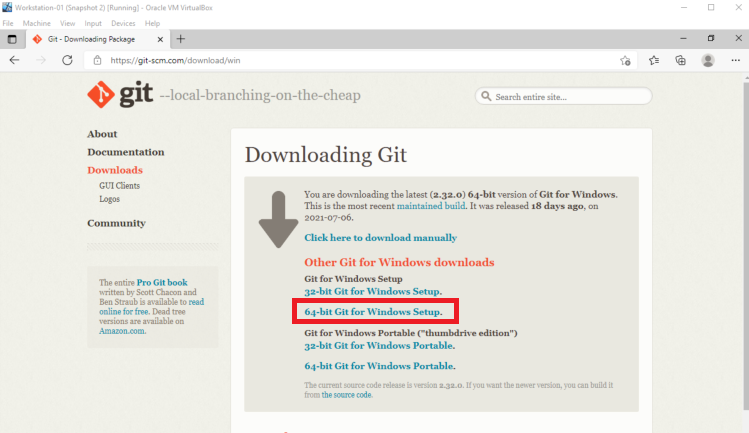 Workstation-01 (Snapshot 2) [Running] - Oracle VM VirtualBox
File Machine View Input Devices Help
Git - Downloading Package
https://git-scm.com/download/win
git --local-branching-on-the-cheap
Search entire site...
About
Documentation
Downloads
GUI Clients
Logos
Community
The entire Pro Git book
written by Scott Chacon and
Ben Straub is available to read
online for free. Dead tree
versions are available on
Amazon.com.
Downloading Git
You are downloading the latest (2.32.0) 64-bit version of Git for Windows.
This is the most recent maintained build. It was released 18 days ago, on
2021-07-06.
Click here to download manually
Other Git for Windows downloads
Git for Windows Setup
32-bit Git for Windows Setup.
64-bit Git for Windows Setup.
Git for Windows Portable ("thumbdrive edition")
32-bit Git for Windows Portable.
64-bit Git for Windows Portable.
The current source code release is version 2.32.0. If you want the newer version, you can build it
from the source code.